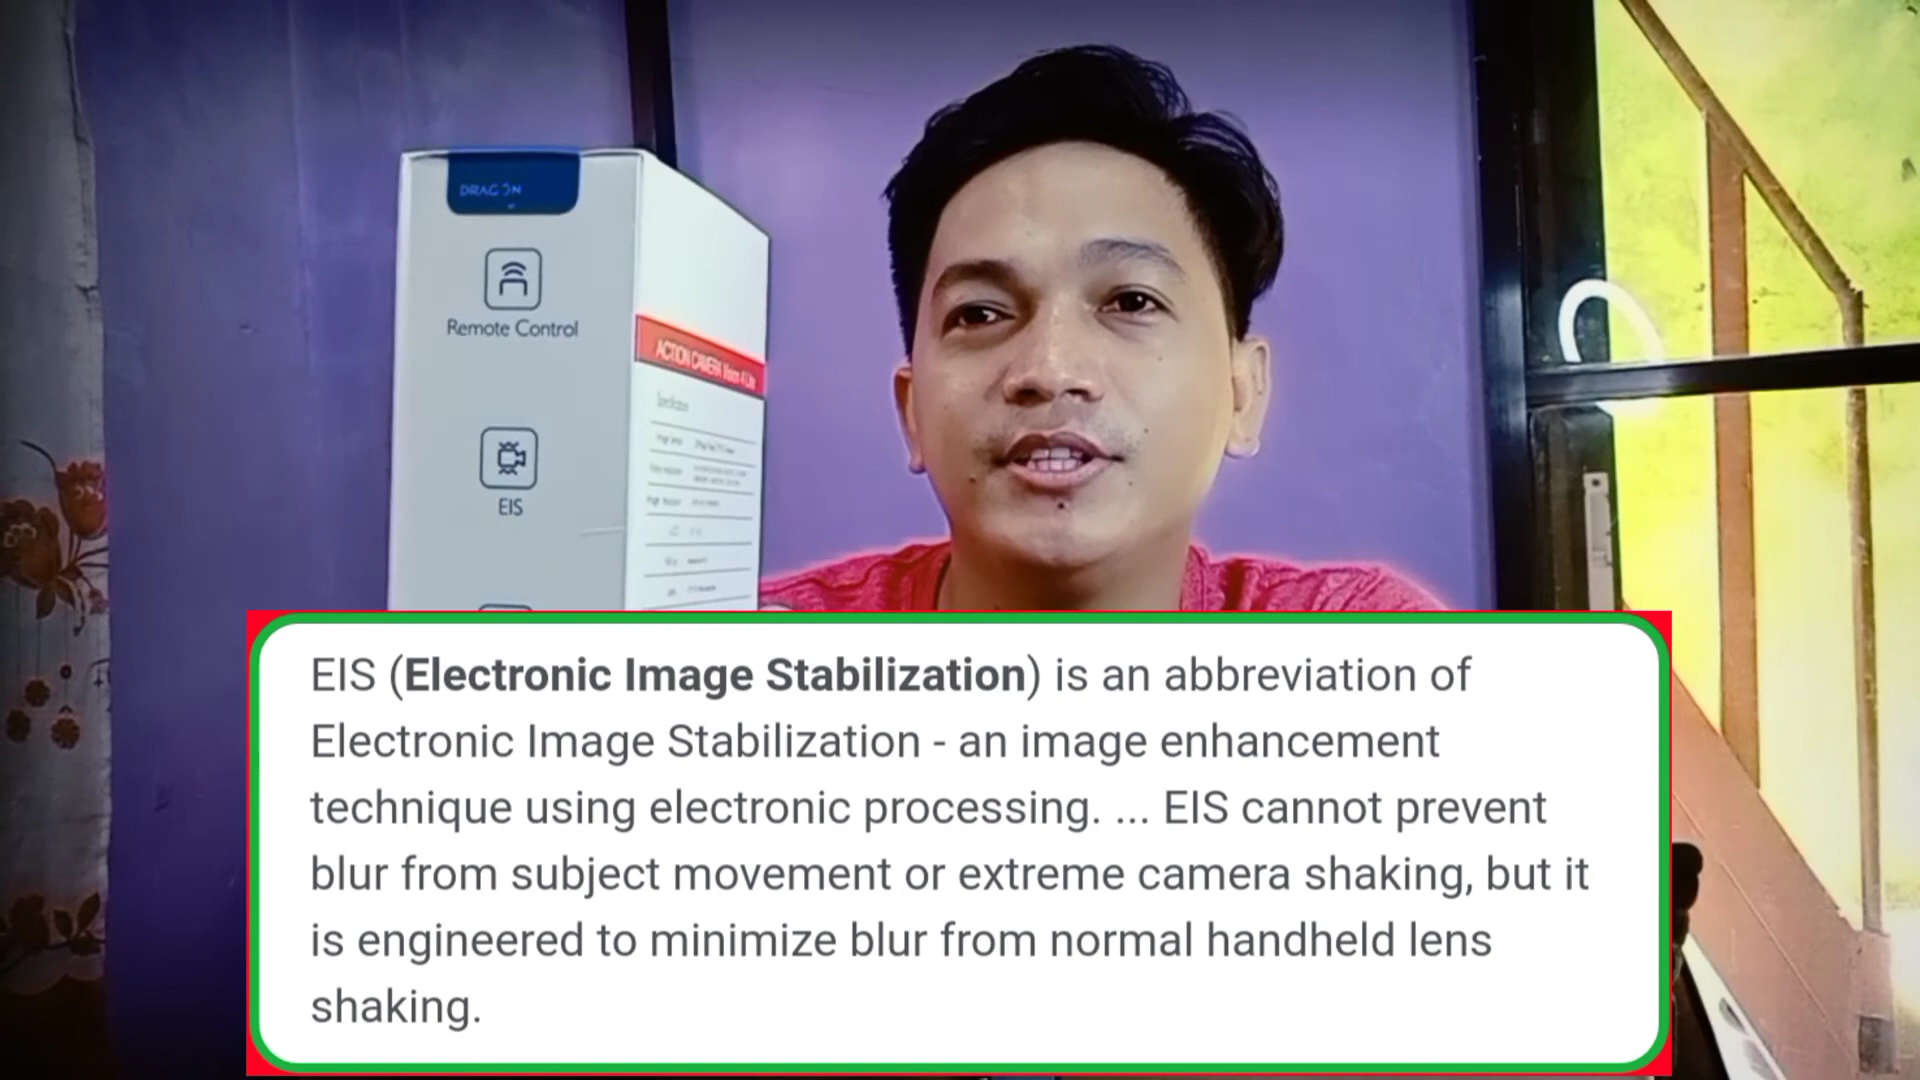 Remote Control
EIS
ACTION CAMERA
EIS (Electronic Image Stabilization) is an abbreviation of
Electronic Image Stabilization - an image enhancement
technique using electronic processing. ... EIS cannot prevent
blur from subject movement or extreme camera shaking, but it
is engineered to minimize blur from normal handheld lens
shaking.